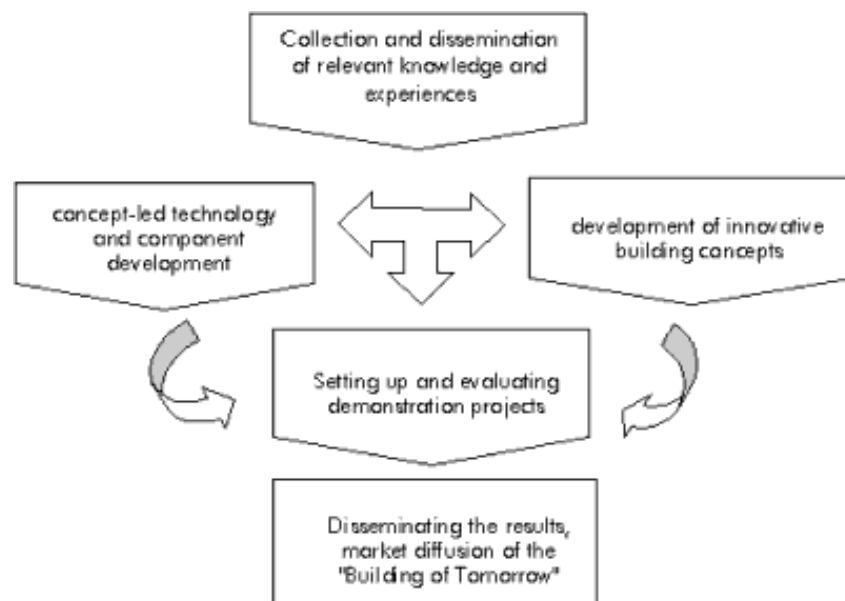 Collection and dissemination
of relevant knowledge and
experiences
concept-led technology
and component
development
development of innovative
building concepts
Setting up and evaluating
demonstration projects
Disseminating the results,
market diffusion of the
"Building of Tomorrow"